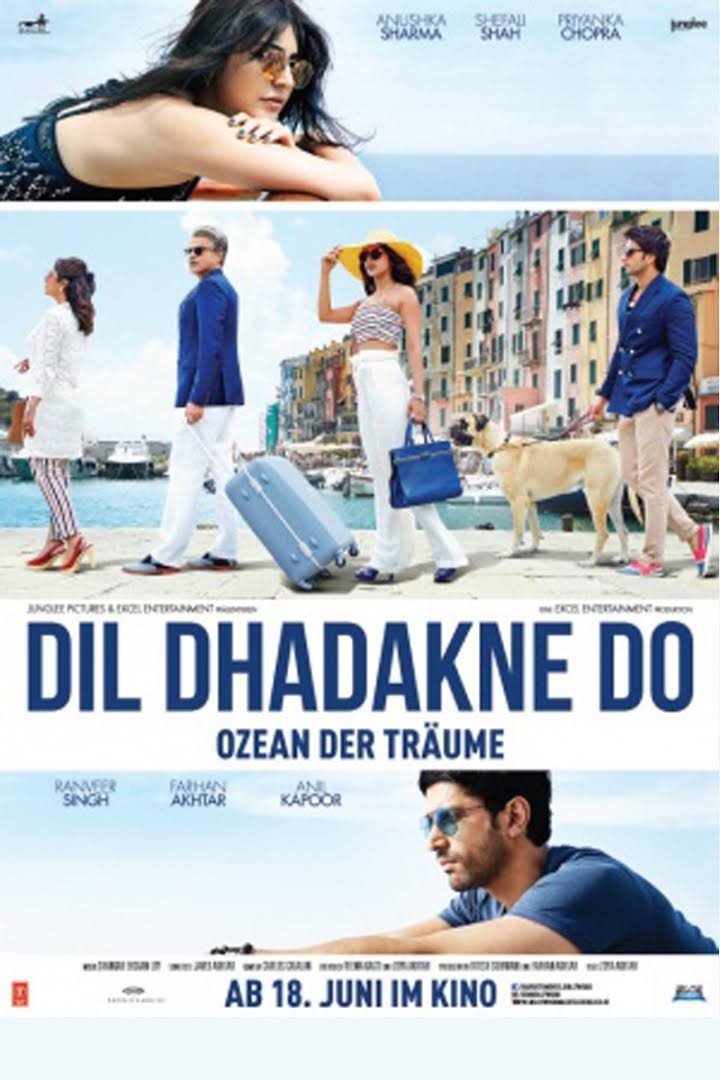 ANUSHKA SHARMA
SHEFALI SHAH
PRIYANKA CHOPRA
junglee
JUNGLEE PICTURES & EXCEL ENTERTAINMENT PRÄSENTIEREN
EINE EXCEL ENTERTAINMENT PRODUKTION
DIL DHADAKNE DO
OZEAN DER TRÄUME
RANVEER SINGH
FARHAN AKHTAR
ANIL KAPOOR
AB 18. JUNI IM KINO